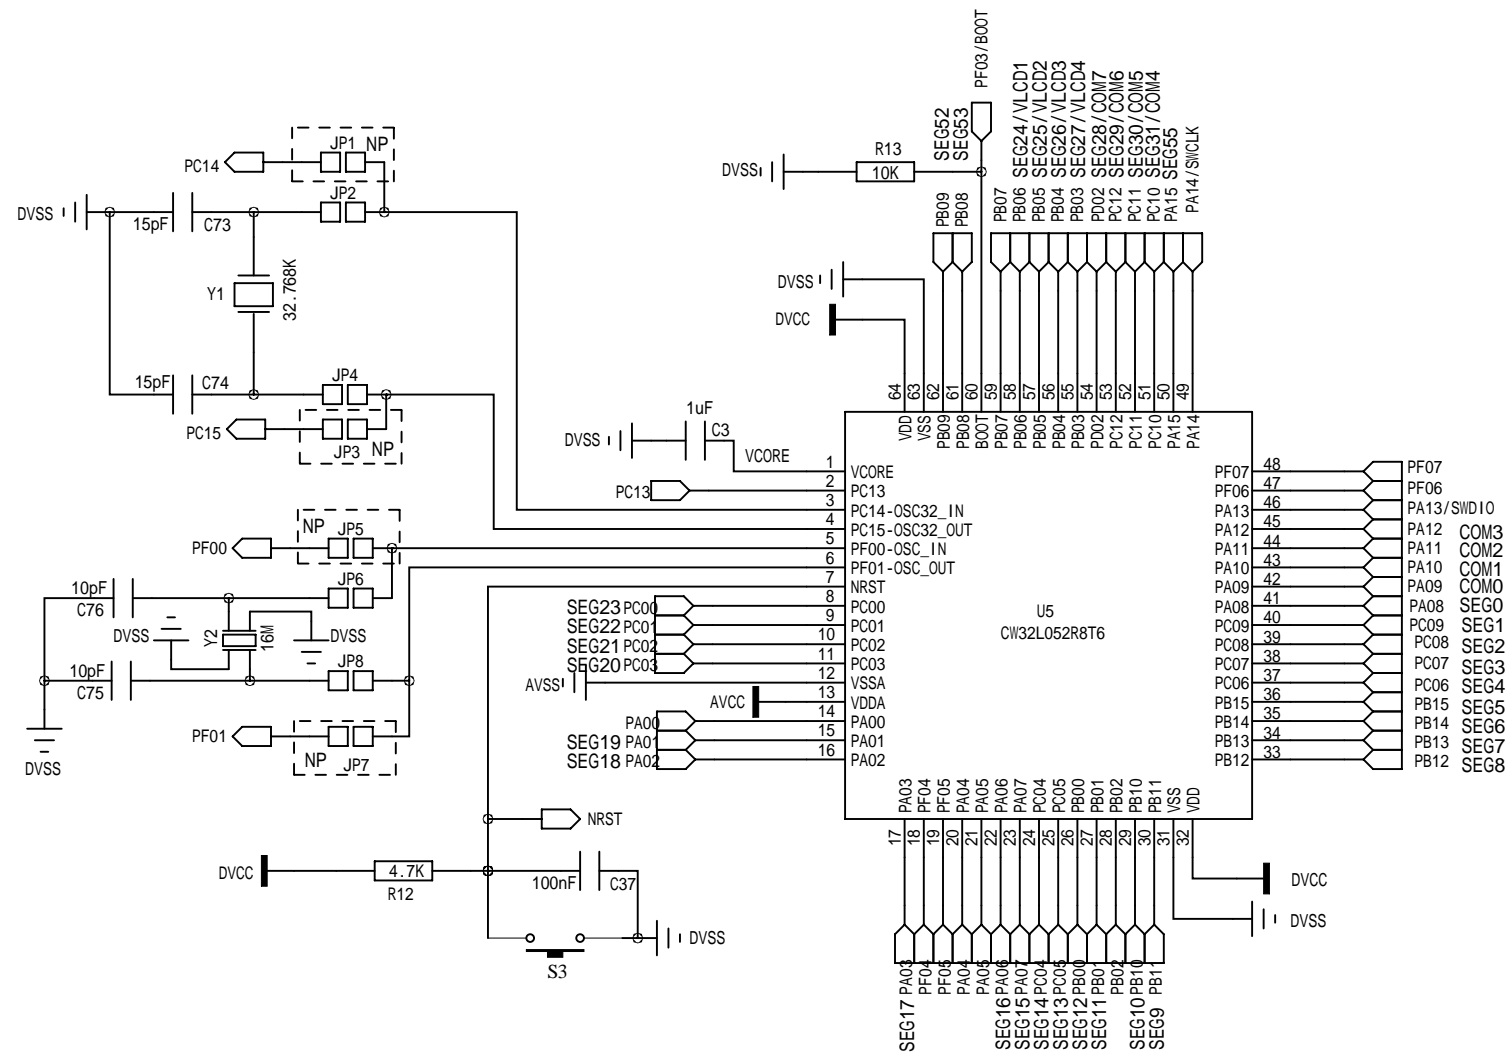 PF03/BOOT
SEG52
SEG53
SEG24/VLCD1
SEG25/VLCD2
SEG26/VLCD3
SEG27/VLCD4
SEG28/COM7
SEG29/COM6
SEG30/COM5
SEG31/COM4
SEG55
PA14/SWCLK
PB09
PB08
PB07
PB06
PB05
PB04
PB03
PD02
PC12
PC11
PC10
PA15
JP1 NP
PC14
JP2
DVSS
15pF C73
Y1
32.768K
15pF C74
JP4
PC15
JP3 NP
R13
DVSS 10K
DVSS
DVCC
1uF
C3
DVSS
VCORE
PC13
NP JP5
PF00
JP6
10pF
C76
DVSS
Y2
16M
DVSS
10pF
C75
JP8
PF01
NP JP7
DVSS
SEG23 PC00
SEG22 PC01
SEG21 PC02
SEG20 PC03
AVSS
AVCC
PA00
SEG19 PA01
SEG18 PA02
NRST
DVCC
4.7K
R12
100nF C37
DVSS
S3
64 63 62 61 60 59 58 57 56 55 54 53 52 51 50 49
VDD VSS PB09 PB08 BOOT PB07 PB06 PB05 PB04 PB03 PD02 PC12 PC11 PC10 PA15 PA14
1 VCORE
2 PC13
3 PC14-OSC32_IN
4 PC15-OSC32_OUT
5 PF00-OSC_IN
6 PF01-OSC_OUT
7 NRST
8 PC00
9 PC01
10 PC02
11 PC03
12 VSSA
13 VDDA
14 PA00
15 PA01
16 PA02
U5
CW32L052R8T6
PF07 48 PF07
PF06 47 PF06
PA13 46 PA13/SWDIO
PA12 45 PA12 COM3
PA11 44 PA11 COM2
PA10 43 PA10 COM1
PA09 42 PA09 COM0
PA08 41 PA08 SEG0
PC09 40 PC09 SEG1
PC08 39 PC08 SEG2
PC07 38 PC07 SEG3
PC06 37 PC06 SEG4
PB15 36 PB15 SEG5
PB14 35 PB14 SEG6
PB13 34 PB13 SEG7
PB12 33 PB12 SEG8
PA03 PF04 PF05 PA04 PA05 PA06 PA07 PC04 PC05 PB00 PB01 PB02 PB10 PB11 VSS VDD
17 18 19 20 21 22 23 24 25 26 27 28 29 30 31 32
DVCC
DVSS
SEG17 PA03
PF04
PF05
PA04
PA05
SEG16 PA06
SEG15 PA07
SEG14 PC04
SEG13 PC05
SEG12 PB00
SEG11 PB01
PB02
SEG10 PB10
SEG9 PB11